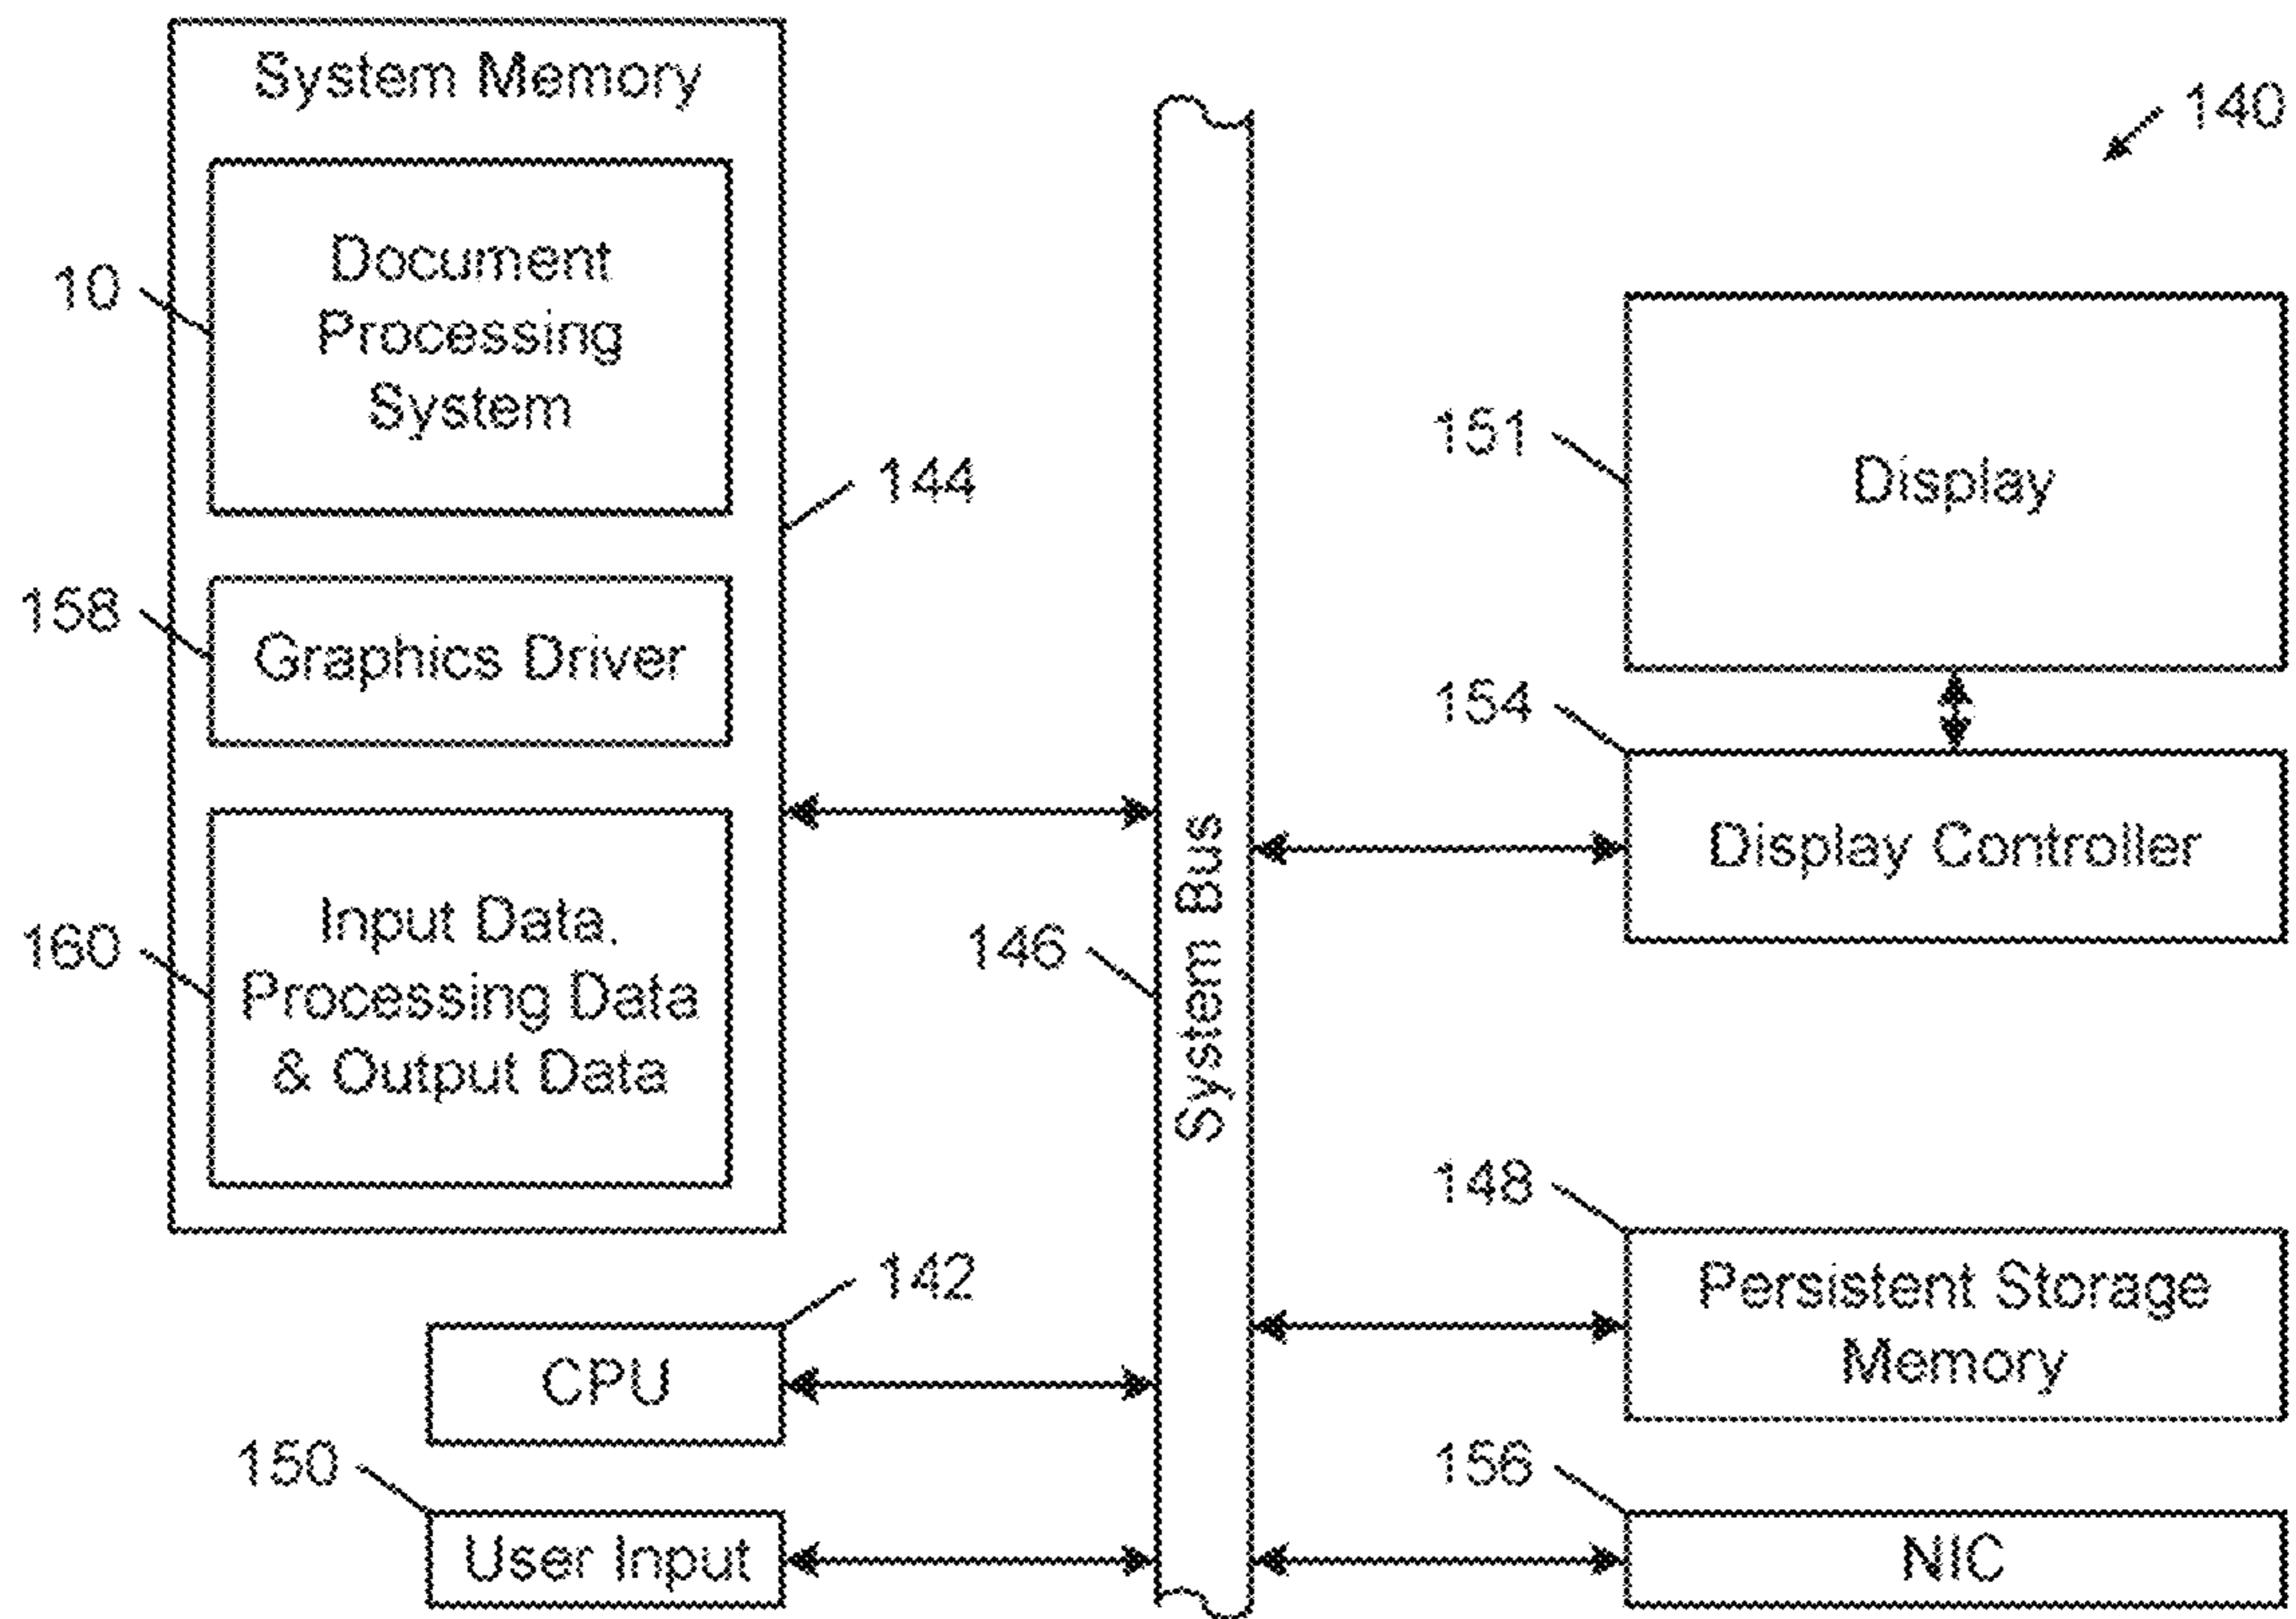 System Memory
140
Document
Processing
System
10
144
151
Display
158
Graphics Driver
154
Display Controller
160
Input Data,
Processing Data
& Output Data
146
System Bus
148
Persistent Storage
Memory
142
CPU
150
User Input
156
NIC